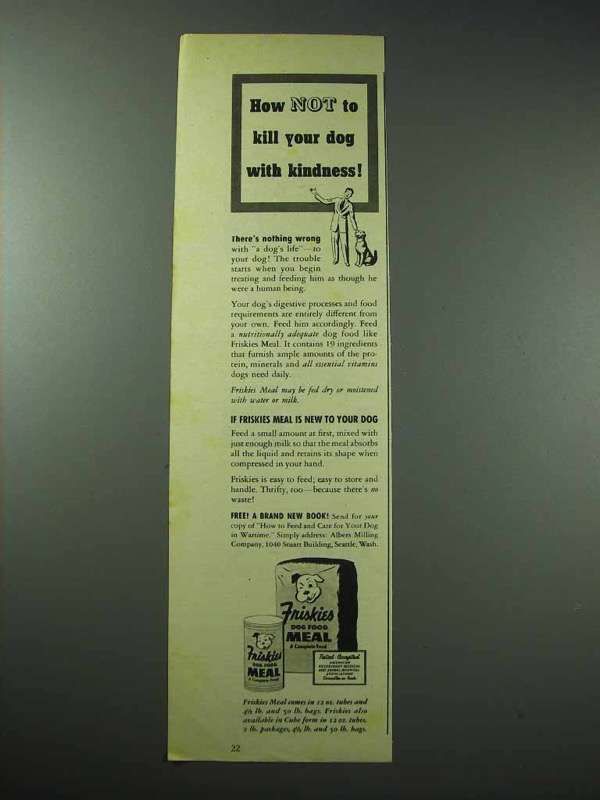 How NOT to
kill your dog
with kindness!
There's nothing wrong
with "a dog's life"—to
your dog! The trouble
starts when you begin
treating and feeding him as though he
were a human being.
Your dog's digestive processes and food
requirements are entirely different from
your own. Feed him accordingly. Feed
a nutritionally adequate dog food like
Friskies Meal. It contains 19 ingredients
that furnish ample amounts of the pro-
tein, minerals and all essential vitamins
dogs need daily.
Friskies Meal may be fed dry or moistened
with water or milk.
IF FRISKIES MEAL IS NEW TO YOUR DOG
Feed a small amount at first, mixed with
just enough milk so that the meal absorbs
all the liquid and retains its shape when
compressed in your hand.
Friskies is easy to feed; easy to store and
handle. Thrifty, too—because there's no
waste!
FREE! A BRAND NEW BOOK! Send for your
copy of "How to Feed and Care for Your Dog
in Wartime." Simply address: Albers Milling
Company, 1040 Stuart Building, Seattle, Wash.
Friskies
DOG FOOD
MEAL
A Complete Food
Friskies
DOG FOOD
MEAL
A Complete Food
Tested Accepted
AMERICAN
VETERINARY MEDICAL
ASSOCIATIONS
Friskies Meal comes in 12 oz. tubes and
4½ lb. and 50 lb. bags. Friskies also
available in Cube form in 12 oz. tubes,
2 lb. packages, 4½ lb. and 50 lb. bags.
22